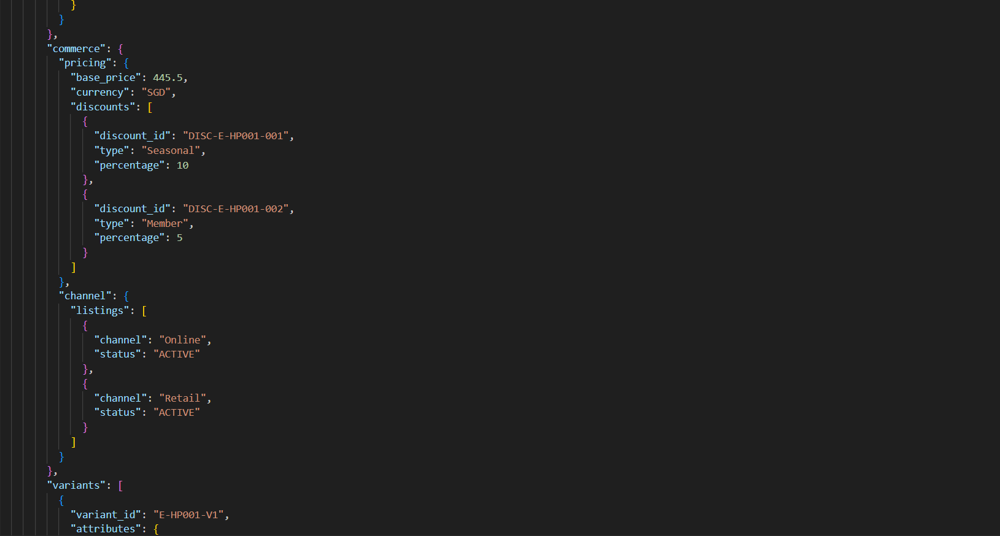 }
}
},
"commerce": {
"pricing": {
"base_price": 445.5,
"currency": "SGD",
"discounts": [
{
"discount_id": "DISC-E-HP001-001",
"type": "Seasonal",
"percentage": 10
},
{
"discount_id": "DISC-E-HP001-002",
"type": "Member",
"percentage": 5
}
]
},
"channel": {
"listings": [
{
"channel": "Online",
"status": "ACTIVE"
},
{
"channel": "Retail",
"status": "ACTIVE"
}
]
}
},
"variants": [
{
"variant_id": "E-HP001-V1",
"attributes": {